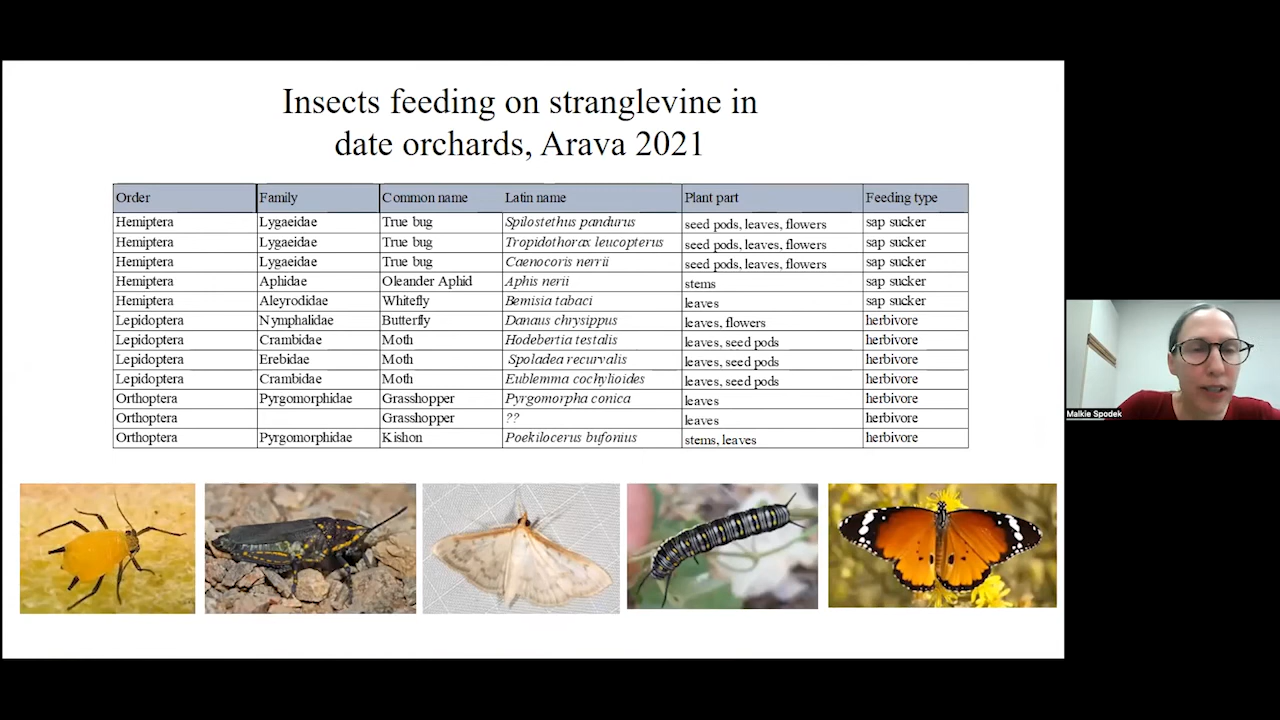 Insects feeding on stranglevine in
date orchards, Arava 2021
Order Family Common name Latin name Plant part Feeding type
Hemiptera Lygaeidae True bug Spilostethus pandurus seed pods, leaves, flowers sap sucker
Hemiptera Lygaeidae True bug Tropidothorax leucopterus seed pods, leaves, flowers sap sucker
Hemiptera Lygaeidae True bug Caenocoris nerrii seed pods, leaves, flowers sap sucker
Hemiptera Aphidae Oleander Aphid Aphis nerii stems sap sucker
Hemiptera Aleyrodidae Whitefly Bemisia tabaci leaves sap sucker
Lepidoptera Nymphalidae Butterfly Danaus chrysippus leaves, flowers herbivore
Lepidoptera Crambidae Moth Hodebertia testalis leaves, seed pods herbivore
Lepidoptera Erebidae Moth Spoladea recurvalis leaves, seed pods herbivore
Lepidoptera Crambidae Moth Eublemma cochylioides leaves, seed pods herbivore
Orthoptera Pyrgomorphidae Grasshopper Pyrgomorpha conica leaves herbivore
Orthoptera Grasshopper ?? leaves herbivore
Orthoptera Pyrgomorphidae Kishon Poekilocerus bufonius stems, leaves herbivore
Malkie Spodek